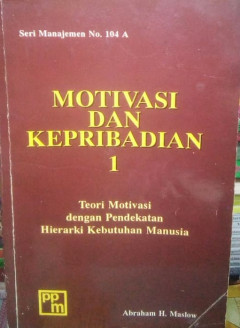 Seri Manajemen No. 104 A
MOTIVASI
DAN
KEPRIBADIAN
1
Teori Motivasi
dengan Pendekatan
Hierarki Kebutuhan Manusia
ppm
Abraham H. Maslow